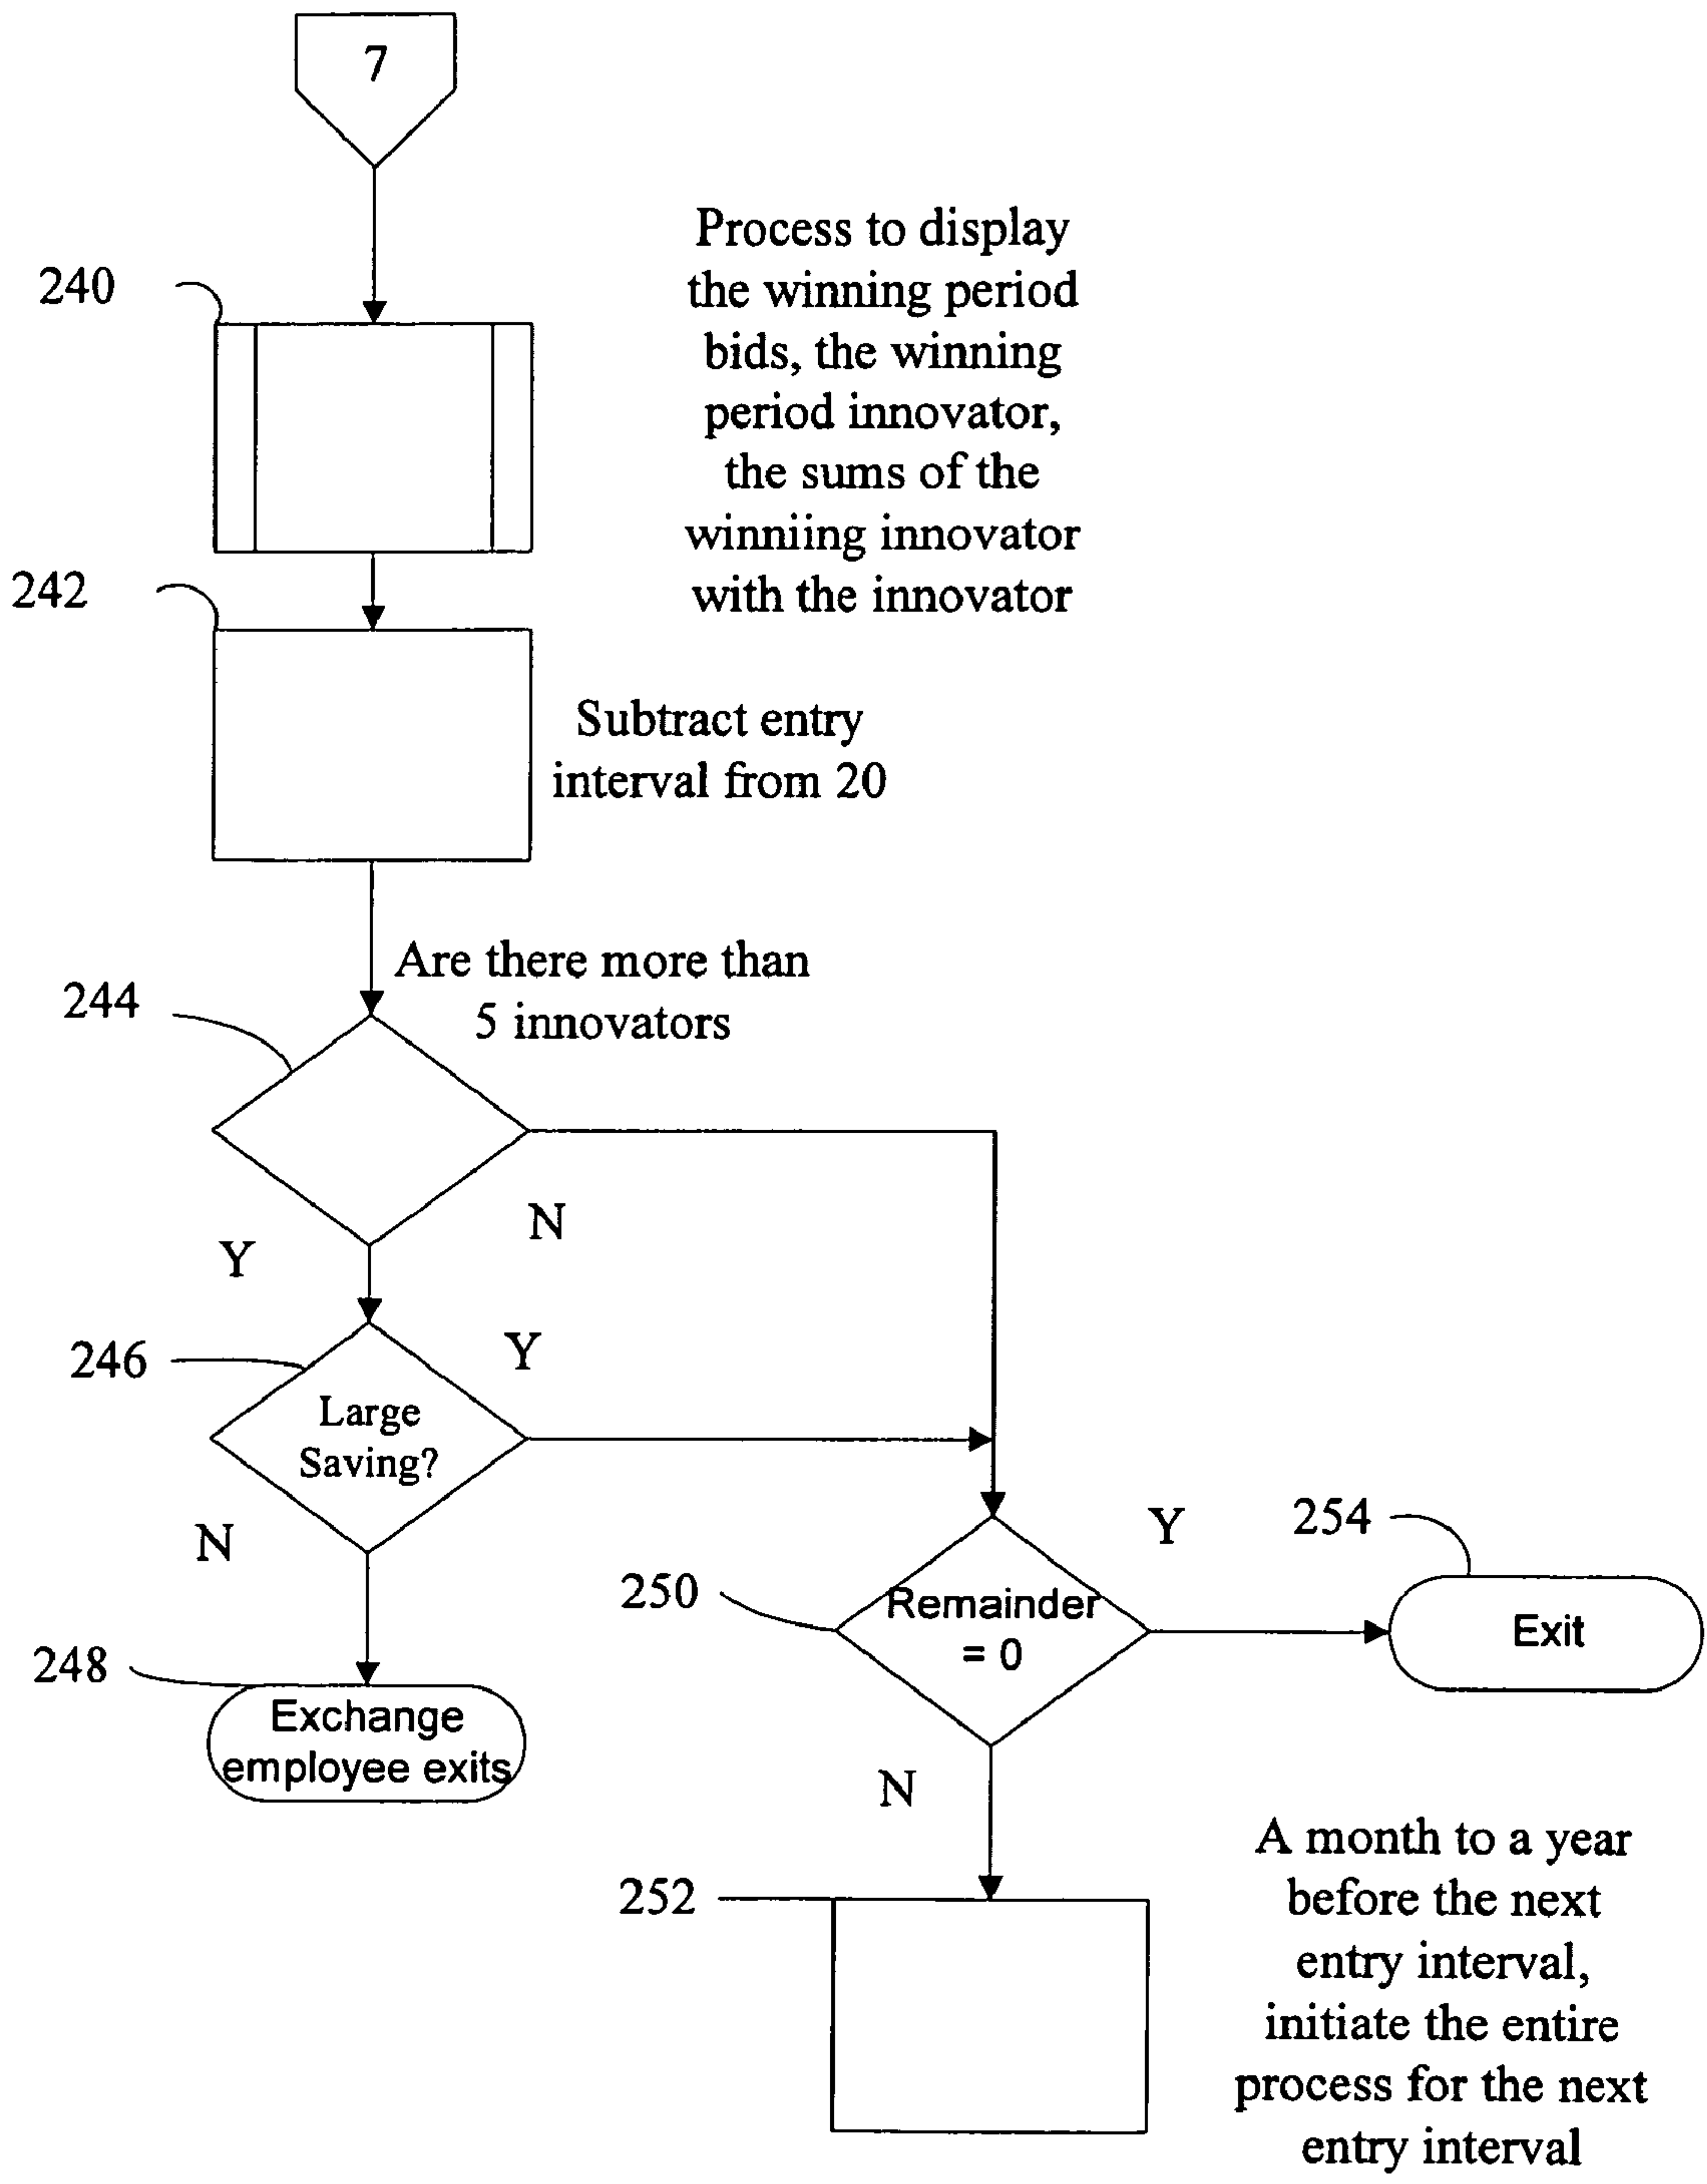 7
240
Process to display
the winning period
bids, the winning
period innovator,
the sums of the
winniing innovator
with the innovator
242
Subtract entry
interval from 20
Are there more than
5 innovators
244
N
Y
246
Y
Large
Saving?
N
248
Exchange
employee exits
250
Remainder
= 0
Y
254
Exit
N
252
A month to a year
before the next
entry interval,
initiate the entire
process for the next
entry interval